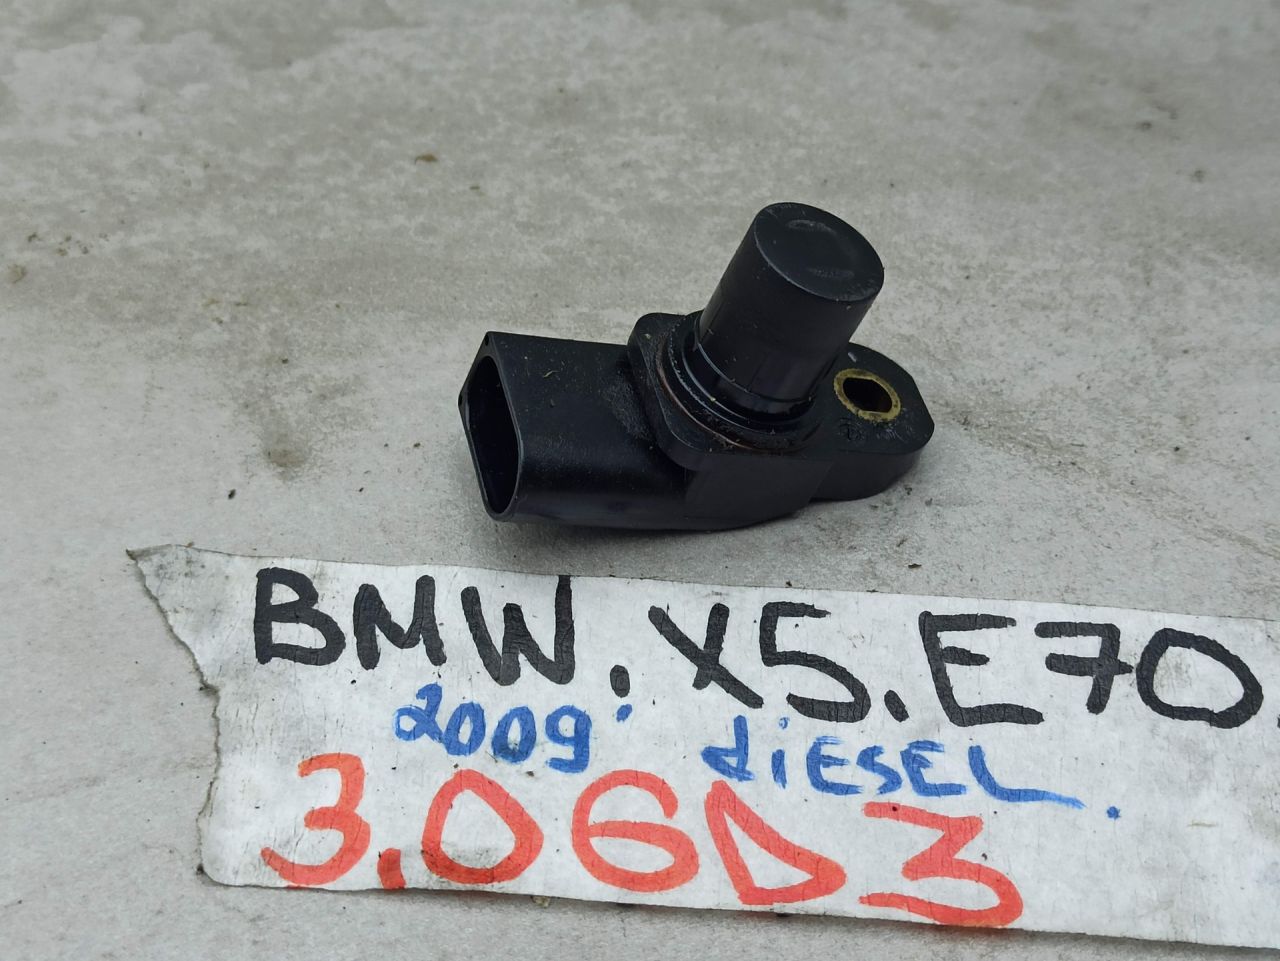 BMW. X5. E70.
2009' diESEL.
3,06D3